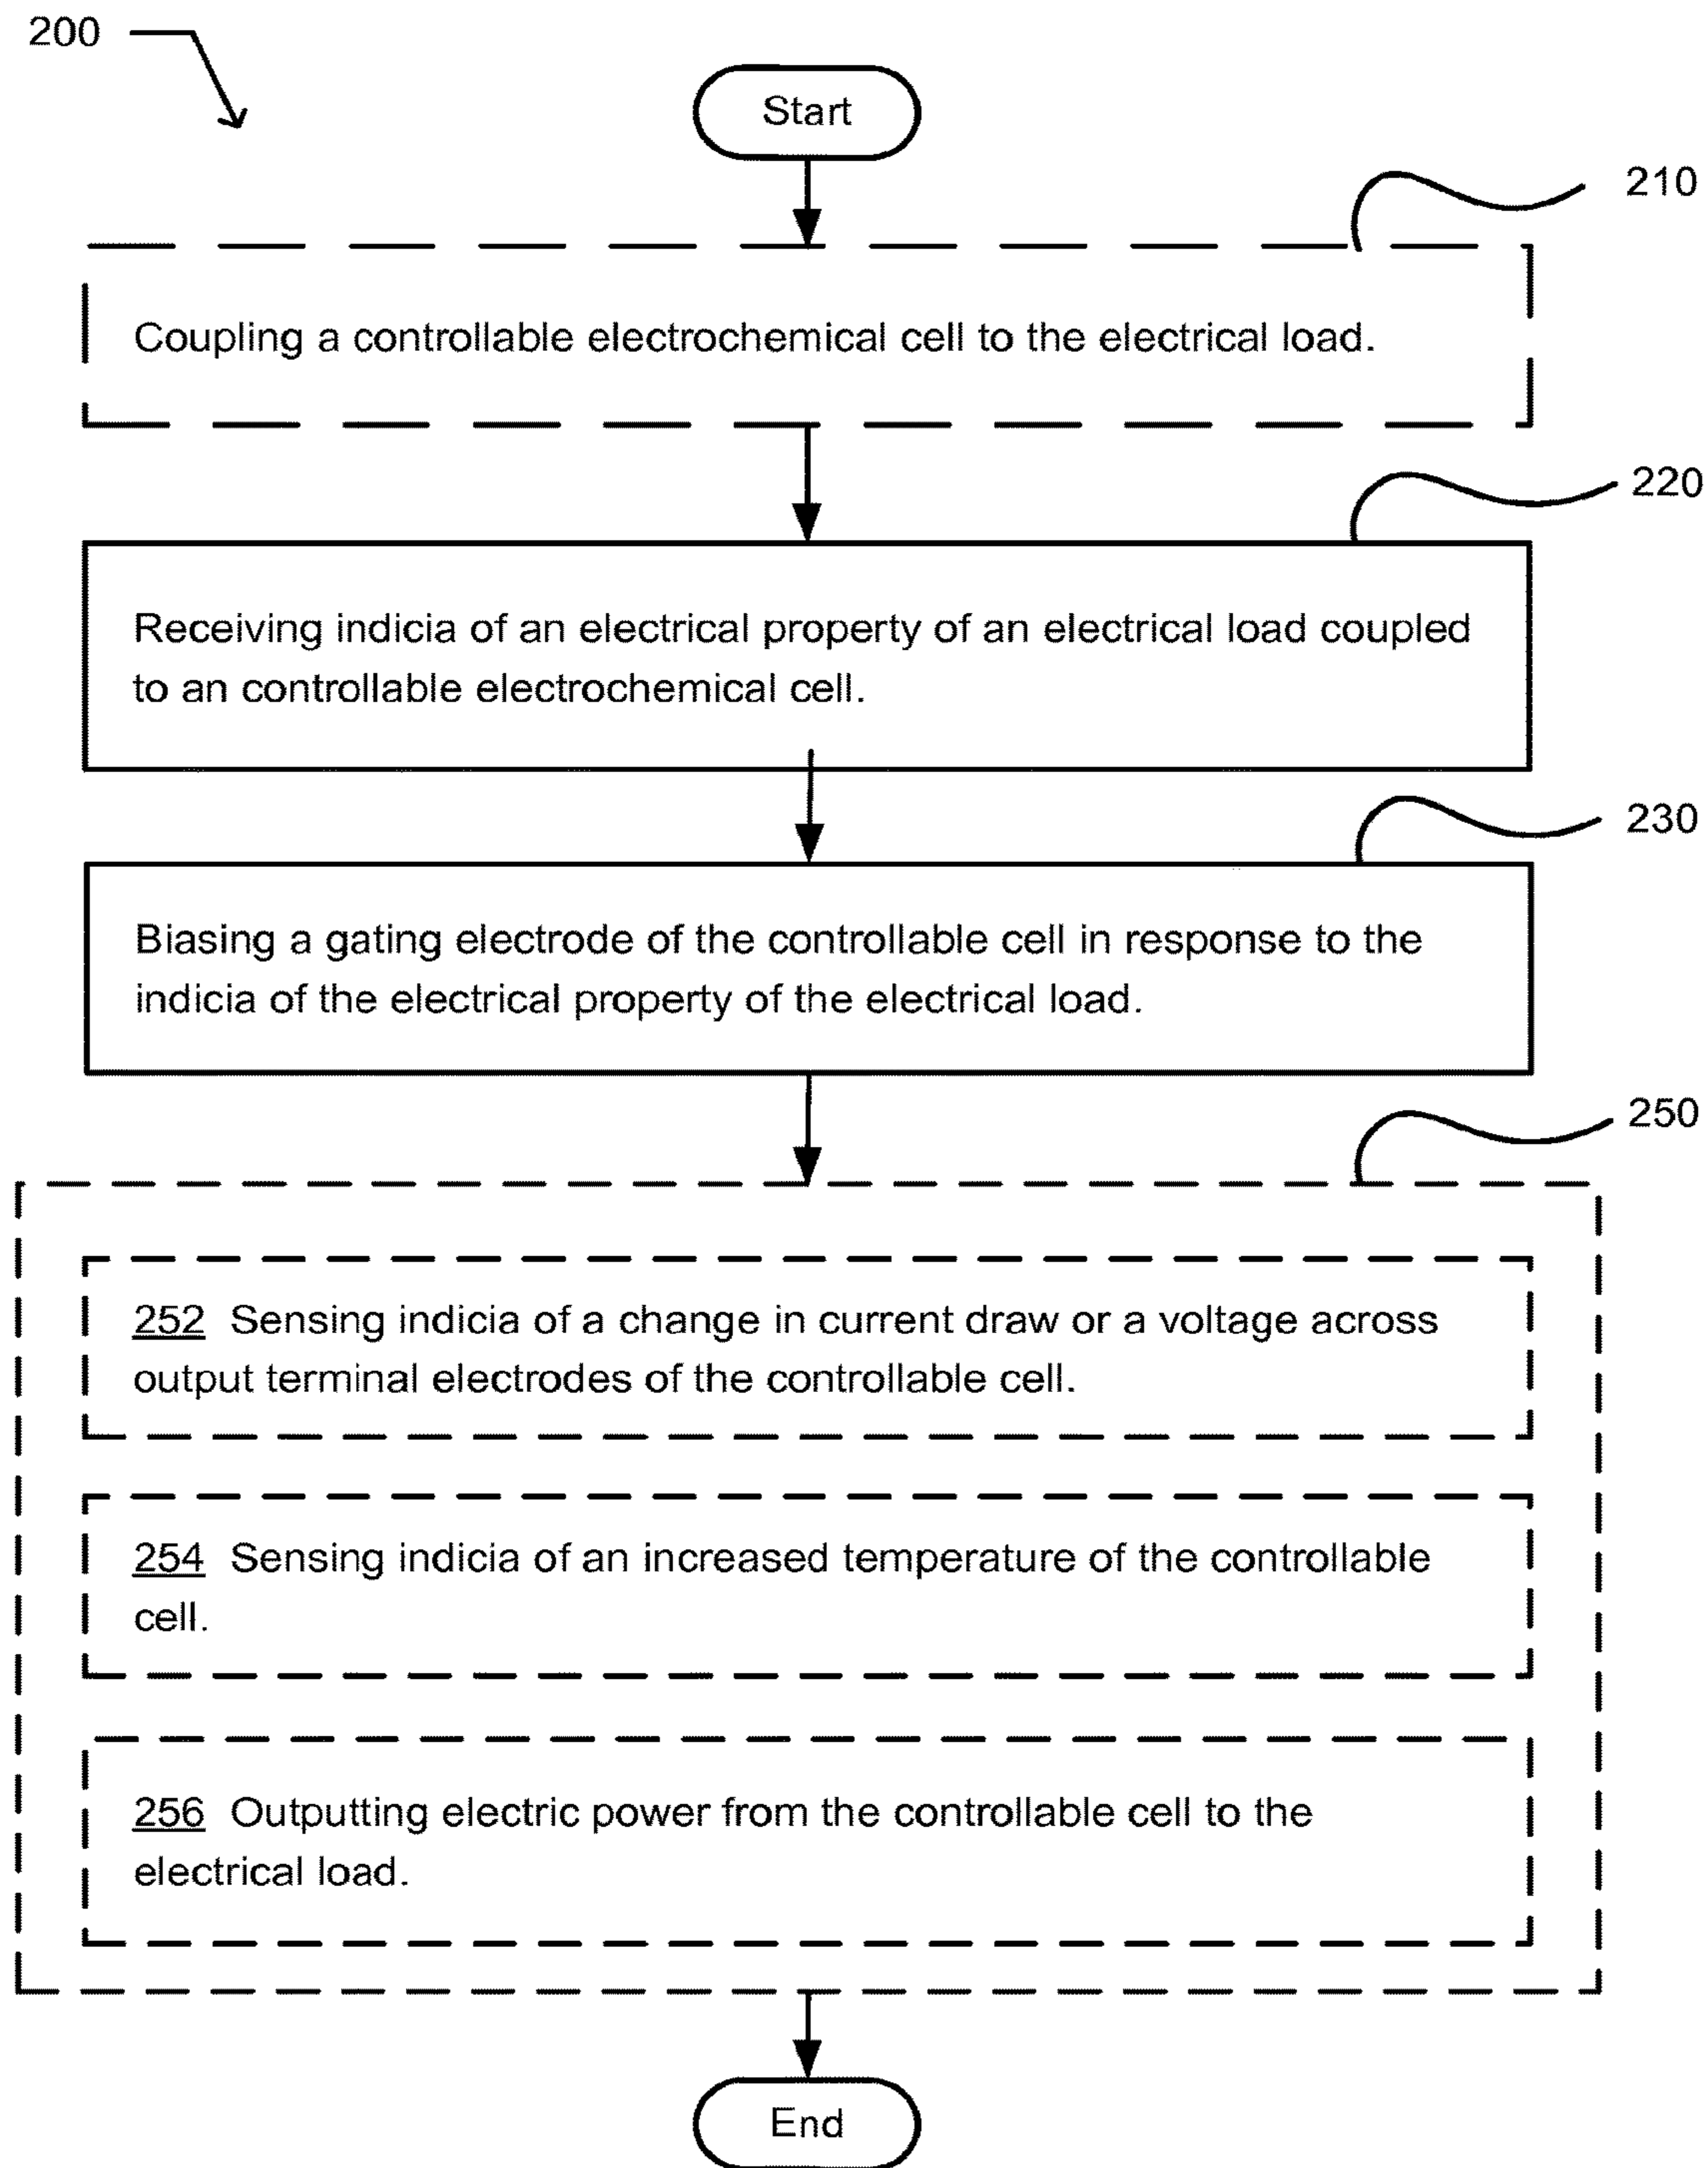 200
Start
210
Coupling a controllable electrochemical cell to the electrical load.
220
Receiving indicia of an electrical property of an electrical load coupled
to an controllable electrochemical cell.
230
Biasing a gating electrode of the controllable cell in response to the
indicia of the electrical property of the electrical load.
250
252 Sensing indicia of a change in current draw or a voltage across
output terminal electrodes of the controllable cell.
254 Sensing indicia of an increased temperature of the controllable
cell.
256 Outputting electric power from the controllable cell to the
electrical load.
End